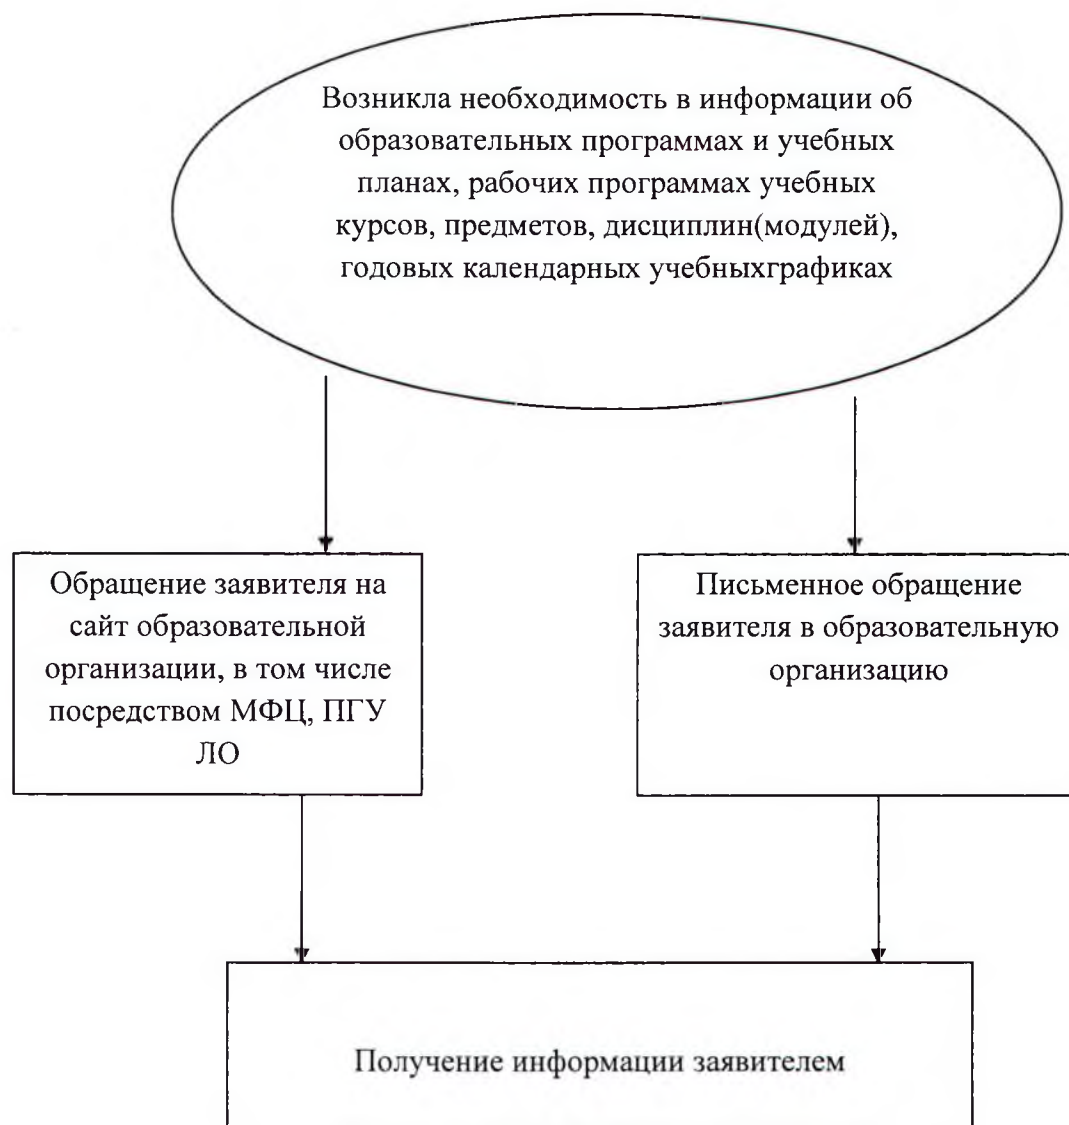 Возникла необходимость в информации об
образовательных программах и учебных
планах, рабочих программах учебных
курсов, предметов, дисциплин(модулей),
годовых календарных учебныхграфиках
Обращение заявителя на
сайт образовательной
организации, в том числе
посредством МФЦ, ПГУ
ЛО
Письменное обращение
заявителя в образовательную
организацию
Получение информации заявителем